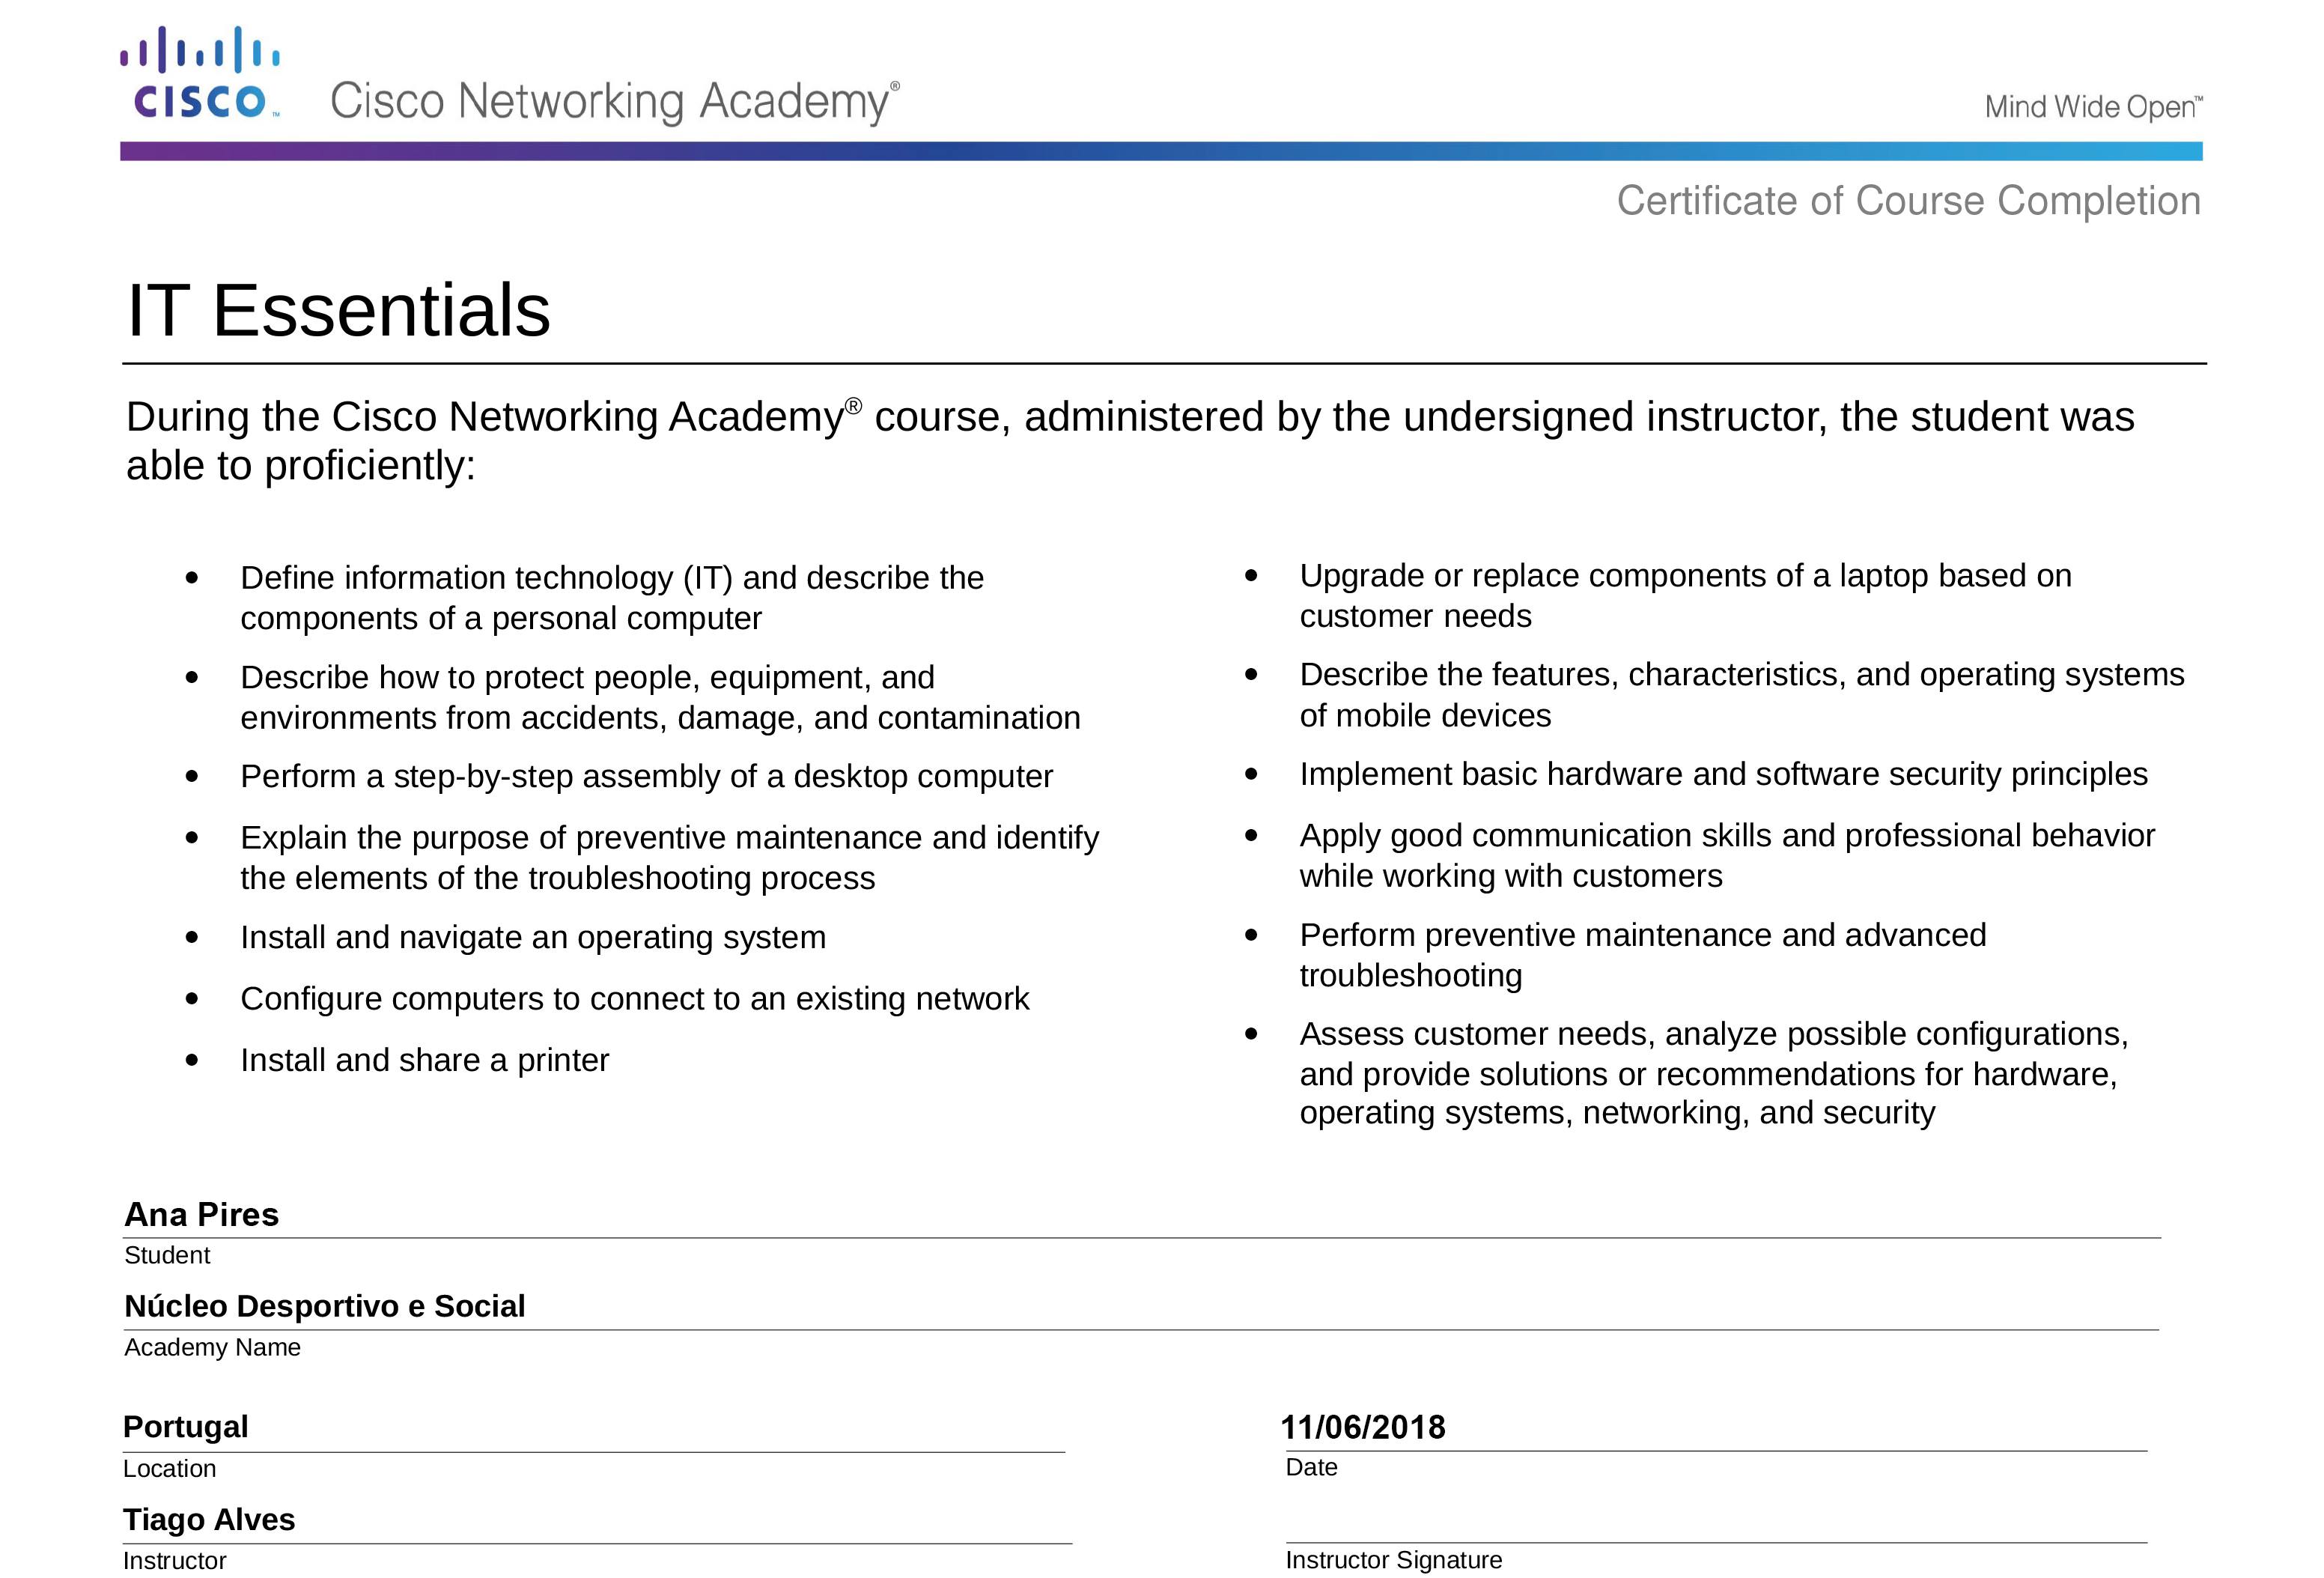 CISCO™
Cisco Networking Academy®
Mind Wide Open™
Certificate of Course Completion
IT Essentials
During the Cisco Networking Academy® course, administered by the undersigned instructor, the student was
able to proficiently:
• Define information technology (IT) and describe the
components of a personal computer
• Describe how to protect people, equipment, and
environments from accidents, damage, and contamination
• Perform a step-by-step assembly of a desktop computer
• Explain the purpose of preventive maintenance and identify
the elements of the troubleshooting process
• Install and navigate an operating system
• Configure computers to connect to an existing network
• Install and share a printer
• Upgrade or replace components of a laptop based on
customer needs
• Describe the features, characteristics, and operating systems
of mobile devices
• Implement basic hardware and software security principles
• Apply good communication skills and professional behavior
while working with customers
• Perform preventive maintenance and advanced
troubleshooting
• Assess customer needs, analyze possible configurations,
and provide solutions or recommendations for hardware,
operating systems, networking, and security
Ana Pires
Student
Núcleo Desportivo e Social
Academy Name
Portugal
Location
11/06/2018
Date
Tiago Alves
Instructor
Instructor Signature